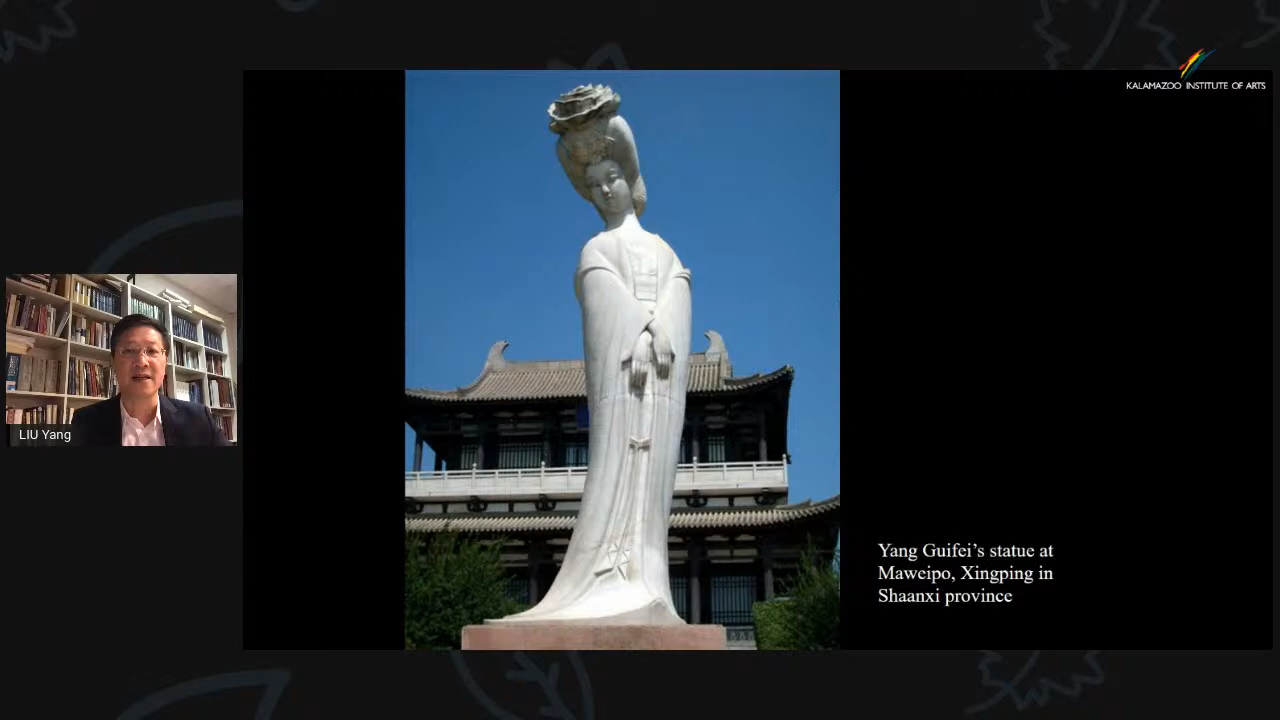 KALAMAZOO INSTITUTE OF ARTS
LIU Yang
Yang Guifei’s statue at
Maweipo, Xingping in
Shaanxi province